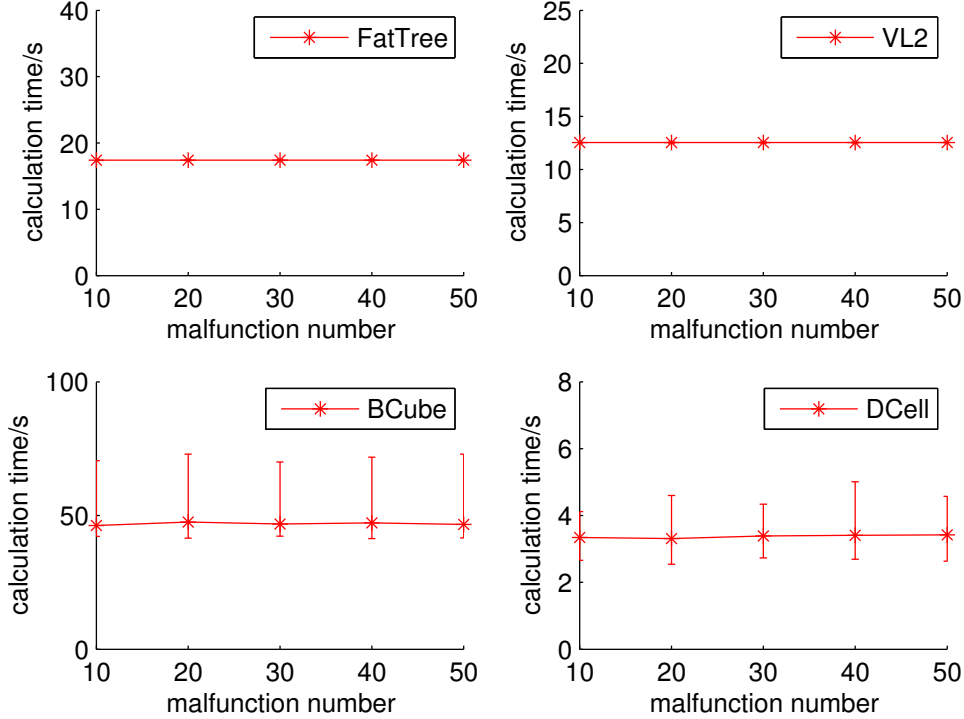 40
FatTree
30
20
10
0
10 20 30 40 50
calculation time/s
malfunction number
25
VL2
20
15
10
5
0
10 20 30 40 50
calculation time/s
malfunction number
100
BCube
50
0
10 20 30 40 50
calculation time/s
malfunction number
8
DCell
6
4
2
0
10 20 30 40 50
calculation time/s
malfunction number